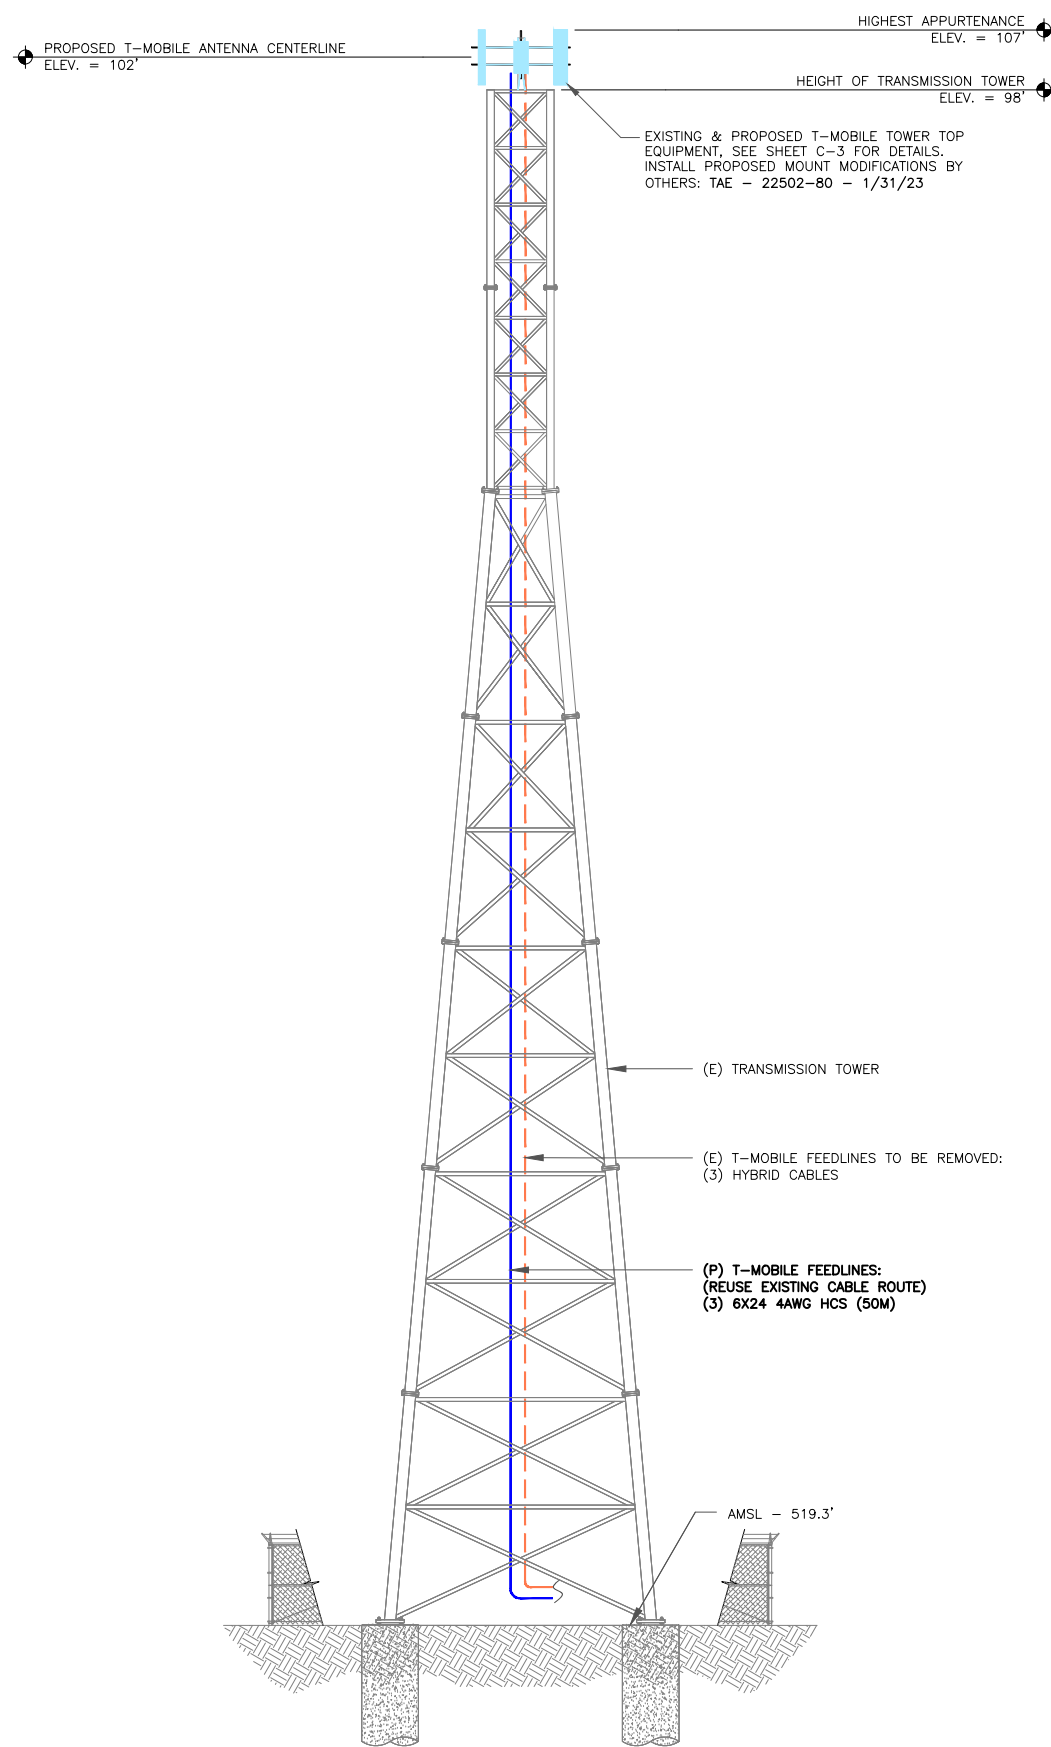 HIGHEST APPURTENANCE
ELEV. = 107'
PROPOSED T-MOBILE ANTENNA CENTERLINE
ELEV. = 102'
HEIGHT OF TRANSMISSION TOWER
ELEV. = 98'
EXISTING & PROPOSED T-MOBILE TOWER TOP
EQUIPMENT, SEE SHEET C-3 FOR DETAILS.
INSTALL PROPOSED MOUNT MODIFICATIONS BY
OTHERS: TAE - 22502-80 - 1/31/23
(E) TRANSMISSION TOWER
(E) T-MOBILE FEEDLINES TO BE REMOVED:
(3) HYBRID CABLES
(P) T-MOBILE FEEDLINES:
(REUSE EXISTING CABLE ROUTE)
(3) 6X24 4AWG HCS (50M)
AMSL - 519.3'